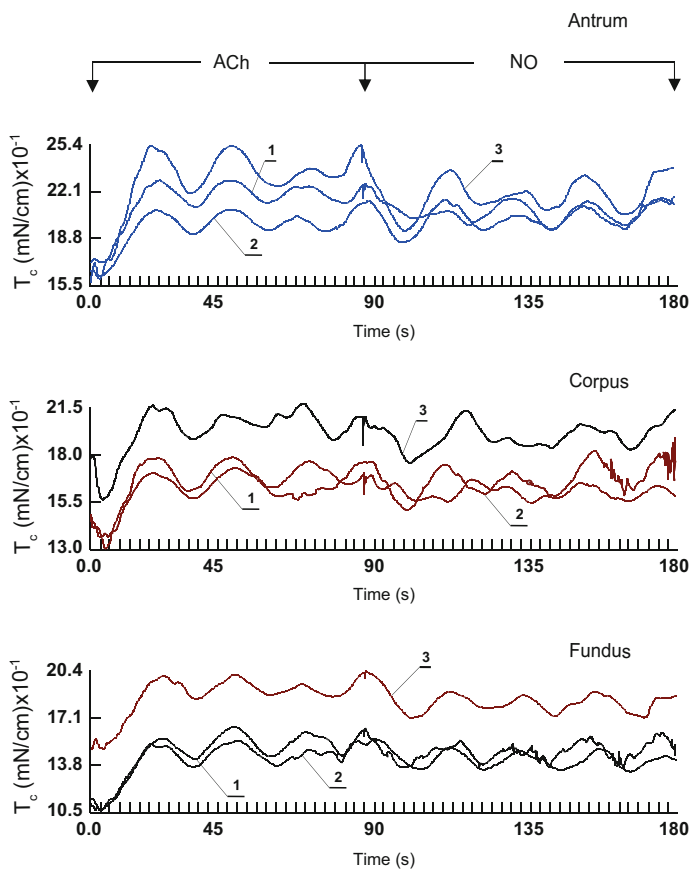 Antrum
ACh NO
25.4
22.1
18.8
15.5
T_c (mN/cm)x10^-1
1
2
3
0.0 45 90 135 180
Time (s)
Corpus
21.5
18.0
15.5
13.0
T_c (mN/cm)x10^-1
3
1
2
0.0 45 90 135 180
Time (s)
Fundus
20.4
17.1
13.8
10.5
T_c (mN/cm)x10^-1
3
1
2
0.0 45 90 135 180
Time (s)